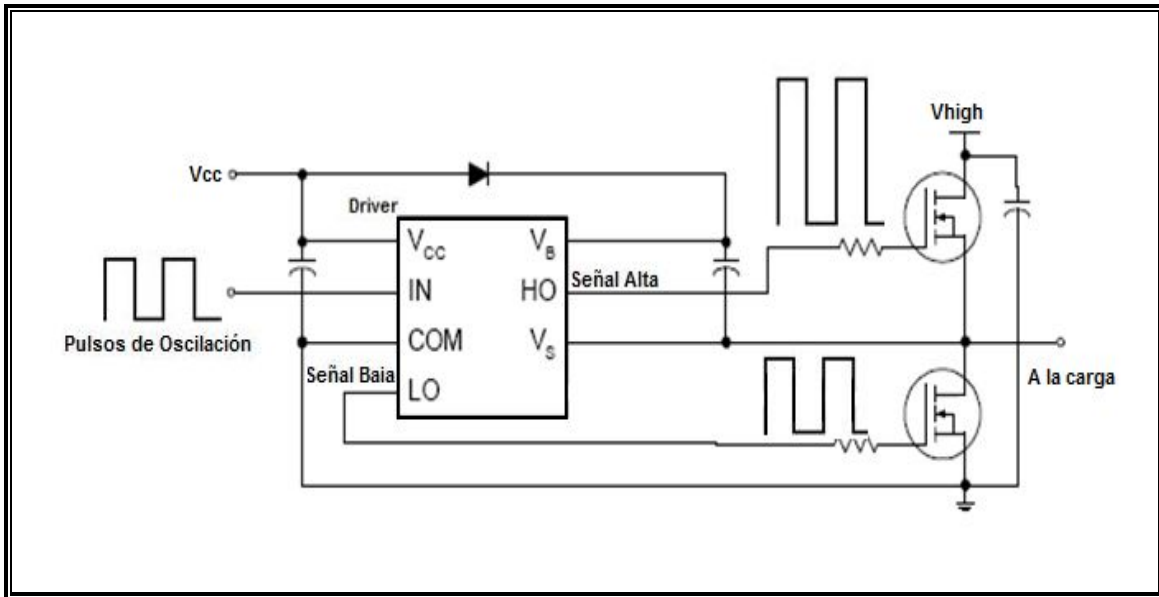 Vhigh
Vcc
Driver
VCC
VB
IN
HO
Señal Alta
Pulsos de Oscilación
COM
VS
Señal Baia
LO
A la carga